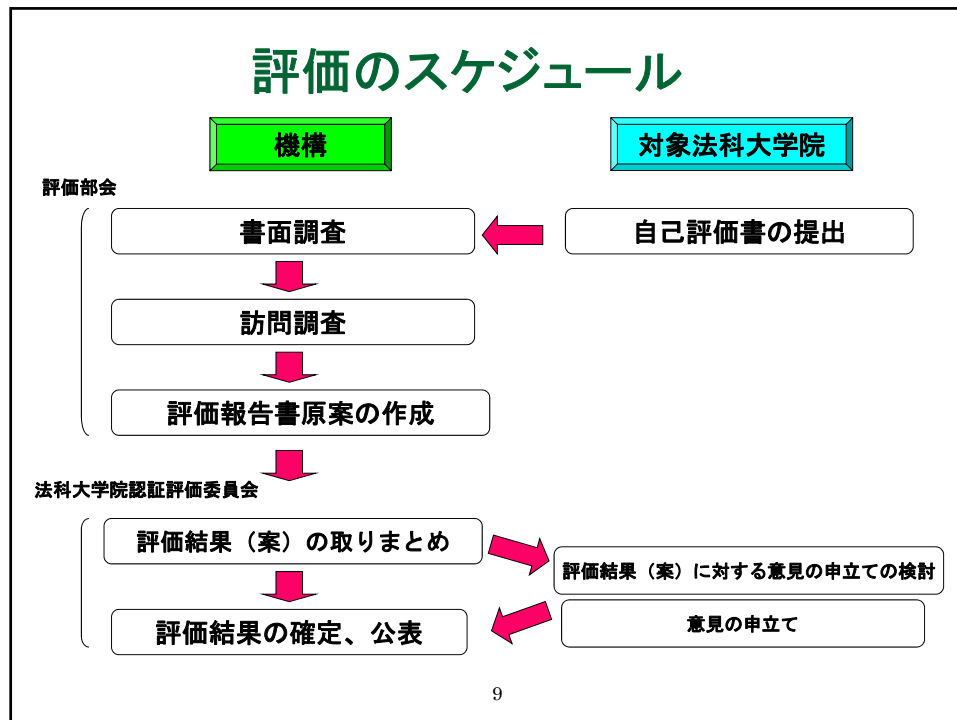 評価のスケジュール
機構
対象法科大学院
評価部会
書面調査
自己評価書の提出
訪問調査
評価報告書原案の作成
法科大学院認証評価委員会
評価結果（案）の取りまとめ
評価結果（案）に対する意見の申立ての検討
評価結果の確定、公表
意見の申立て
9